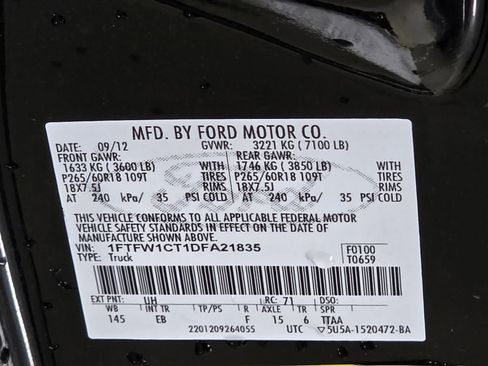 MFD. BY FORD MOTOR CO.
DATE: 09/12 GVWR: 3221 KG ( 7100 LB)
FRONT GAWR: REAR GAWR:
1633 KG ( 3600 LB) WITH 1746 KG ( 3850 LB) WITH
P265/60R18 109T TIRES P265/60R18 109T TIRES
18X7.5J RIMS 18X7.5J RIMS
AT 240 kPa/ 35 PSI COLD AT 240 kPa/ 35 PSI COLD
THIS VEHICLE CONFORMS TO ALL APPLICABLE FEDERAL MOTOR
VEHICLE SAFETY STANDARDS IN EFFECT ON THE DATE OF
MANUFACTURE SHOWN ABOVE.
VIN: 1FTFW1CT1DFA21835 F0100
TYPE: Truck T0659
EXT PNT: UH RC: 71
WB INT TR TP/PS R AXLE TR
145 EB F 15 6 TTAA
2201209264055 UTC ▽5U5A-1520472-BA